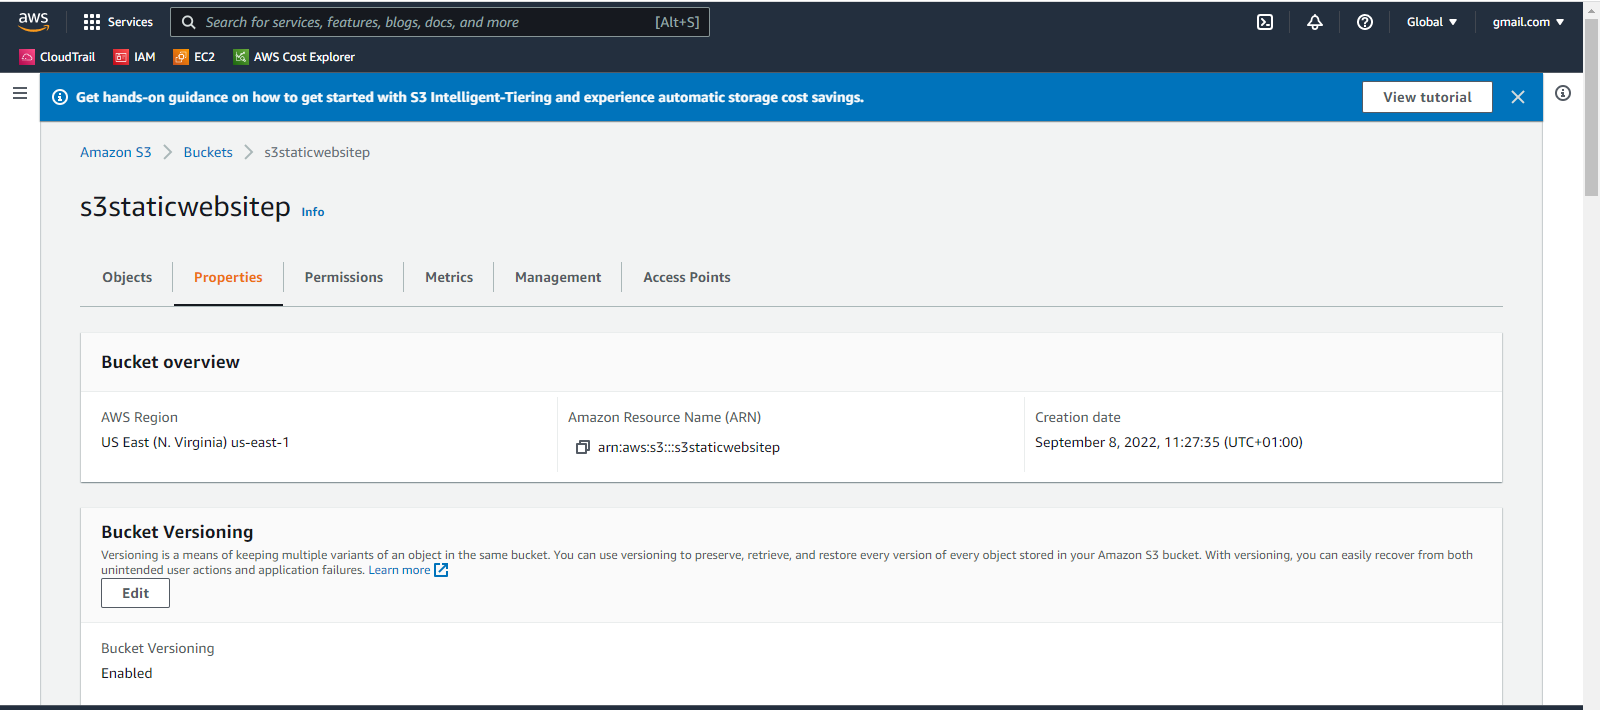 aws
Services
Search for services, features, blogs, docs, and more
[Alt+S]
Global
gmail.com
CloudTrail
IAM
EC2
AWS Cost Explorer
Get hands-on guidance on how to get started with S3 Intelligent-Tiering and experience automatic storage cost savings.
View tutorial
Amazon S3
Buckets
s3staticwebsitep
s3staticwebsitep
Info
Objects
Properties
Permissions
Metrics
Management
Access Points
Bucket overview
AWS Region
US East (N. Virginia) us-east-1
Amazon Resource Name (ARN)
arn:aws:s3:::s3staticwebsitep
Creation date
September 8, 2022, 11:27:35 (UTC+01:00)
Bucket Versioning
Versioning is a means of keeping multiple variants of an object in the same bucket. You can use versioning to preserve, retrieve, and restore every version of every object stored in your Amazon S3 bucket. With versioning, you can easily recover from both
unintended user actions and application failures. Learn more
Edit
Bucket Versioning
Enabled